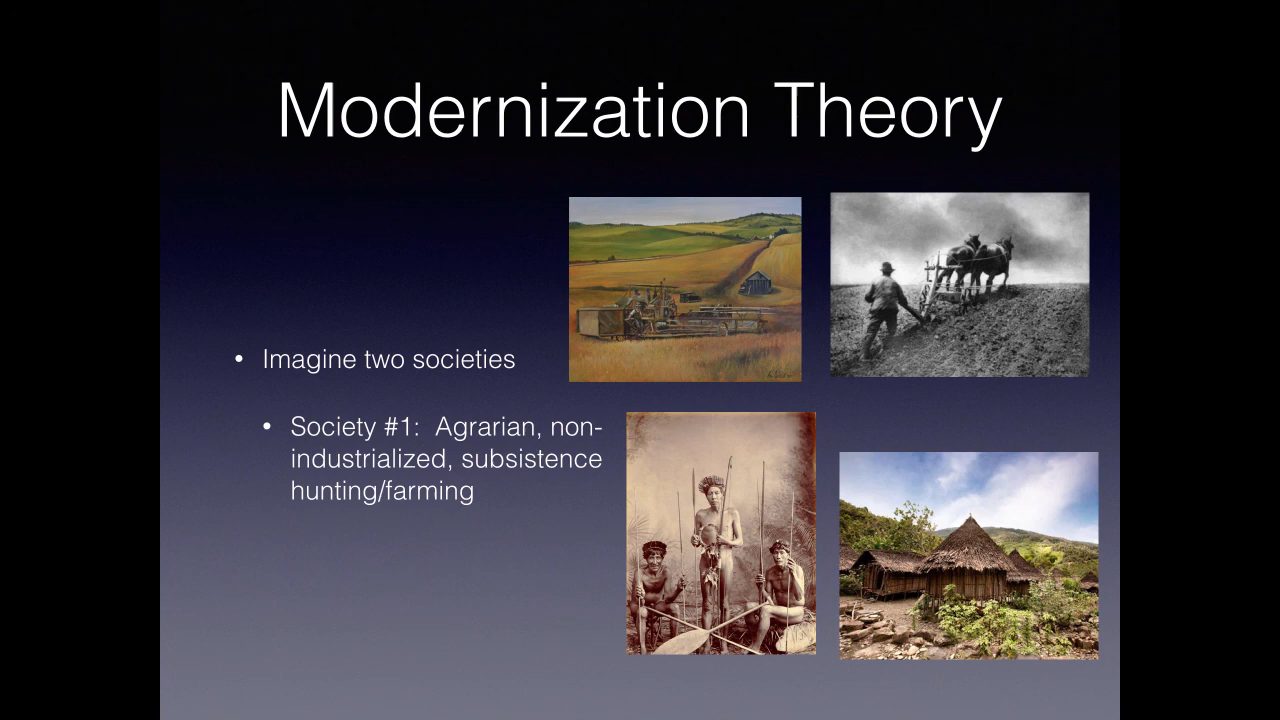 Modernization Theory
• Imagine two societies
• Society #1:  Agrarian, non-
industrialized, subsistence
hunting/farming